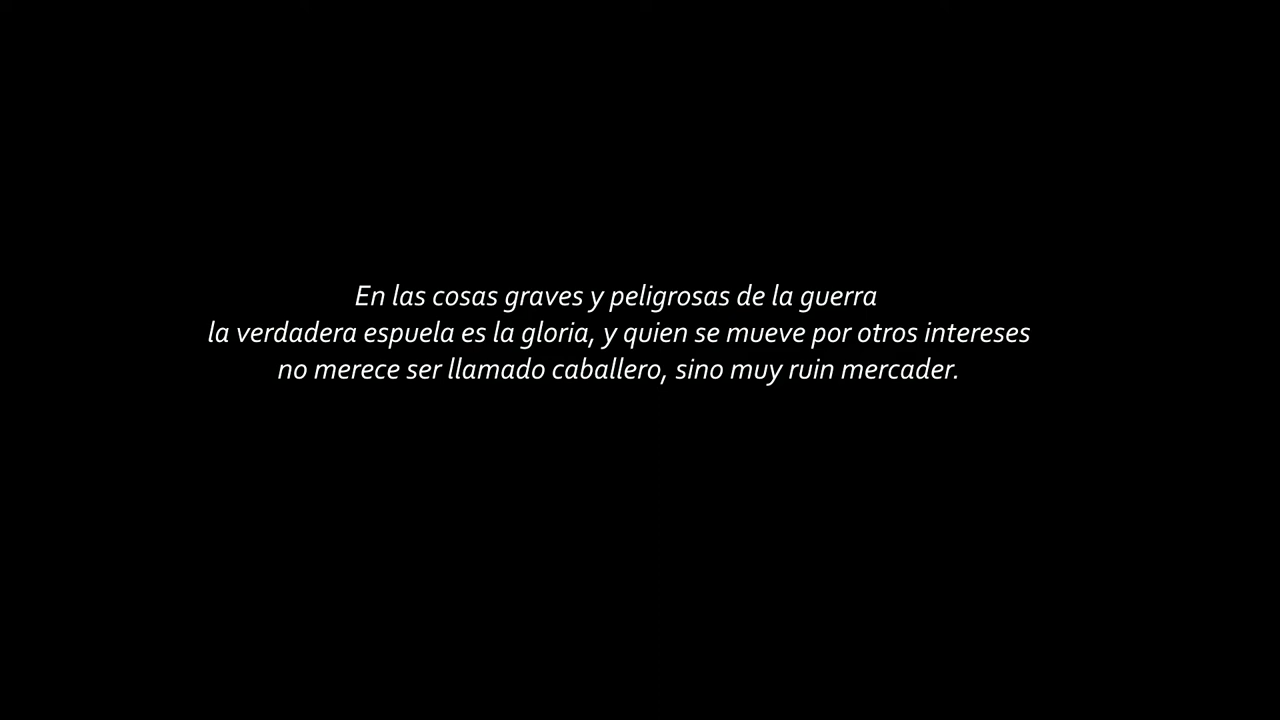 En las cosas graves y peligrosas de la guerra
la verdadera espuela es la gloria, y quien se mueve por otros intereses
no merece ser llamado caballero, sino muy ruin mercader.